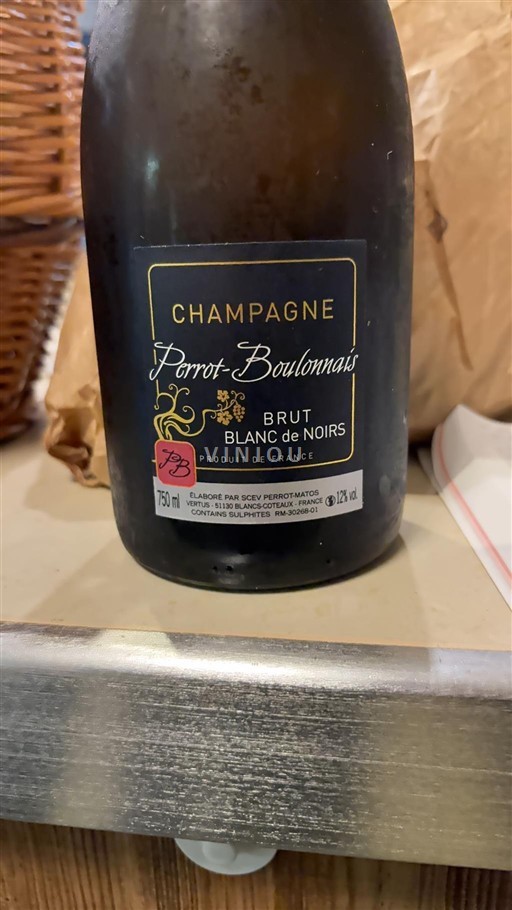 CHAMPAGNE
Perrot-Boulonnais
BRUT
BLANC de NOIRS
VINIOU
PRODUIT DE FRANCE
PB
750 ml
ÉLABORÉ PAR SCEV PERROT-MATOS
VERTUS - 51130 BLANCS-COTEAUX - FRANCE
CONTAINS SULPHITES RM-30268-01
12% vol.